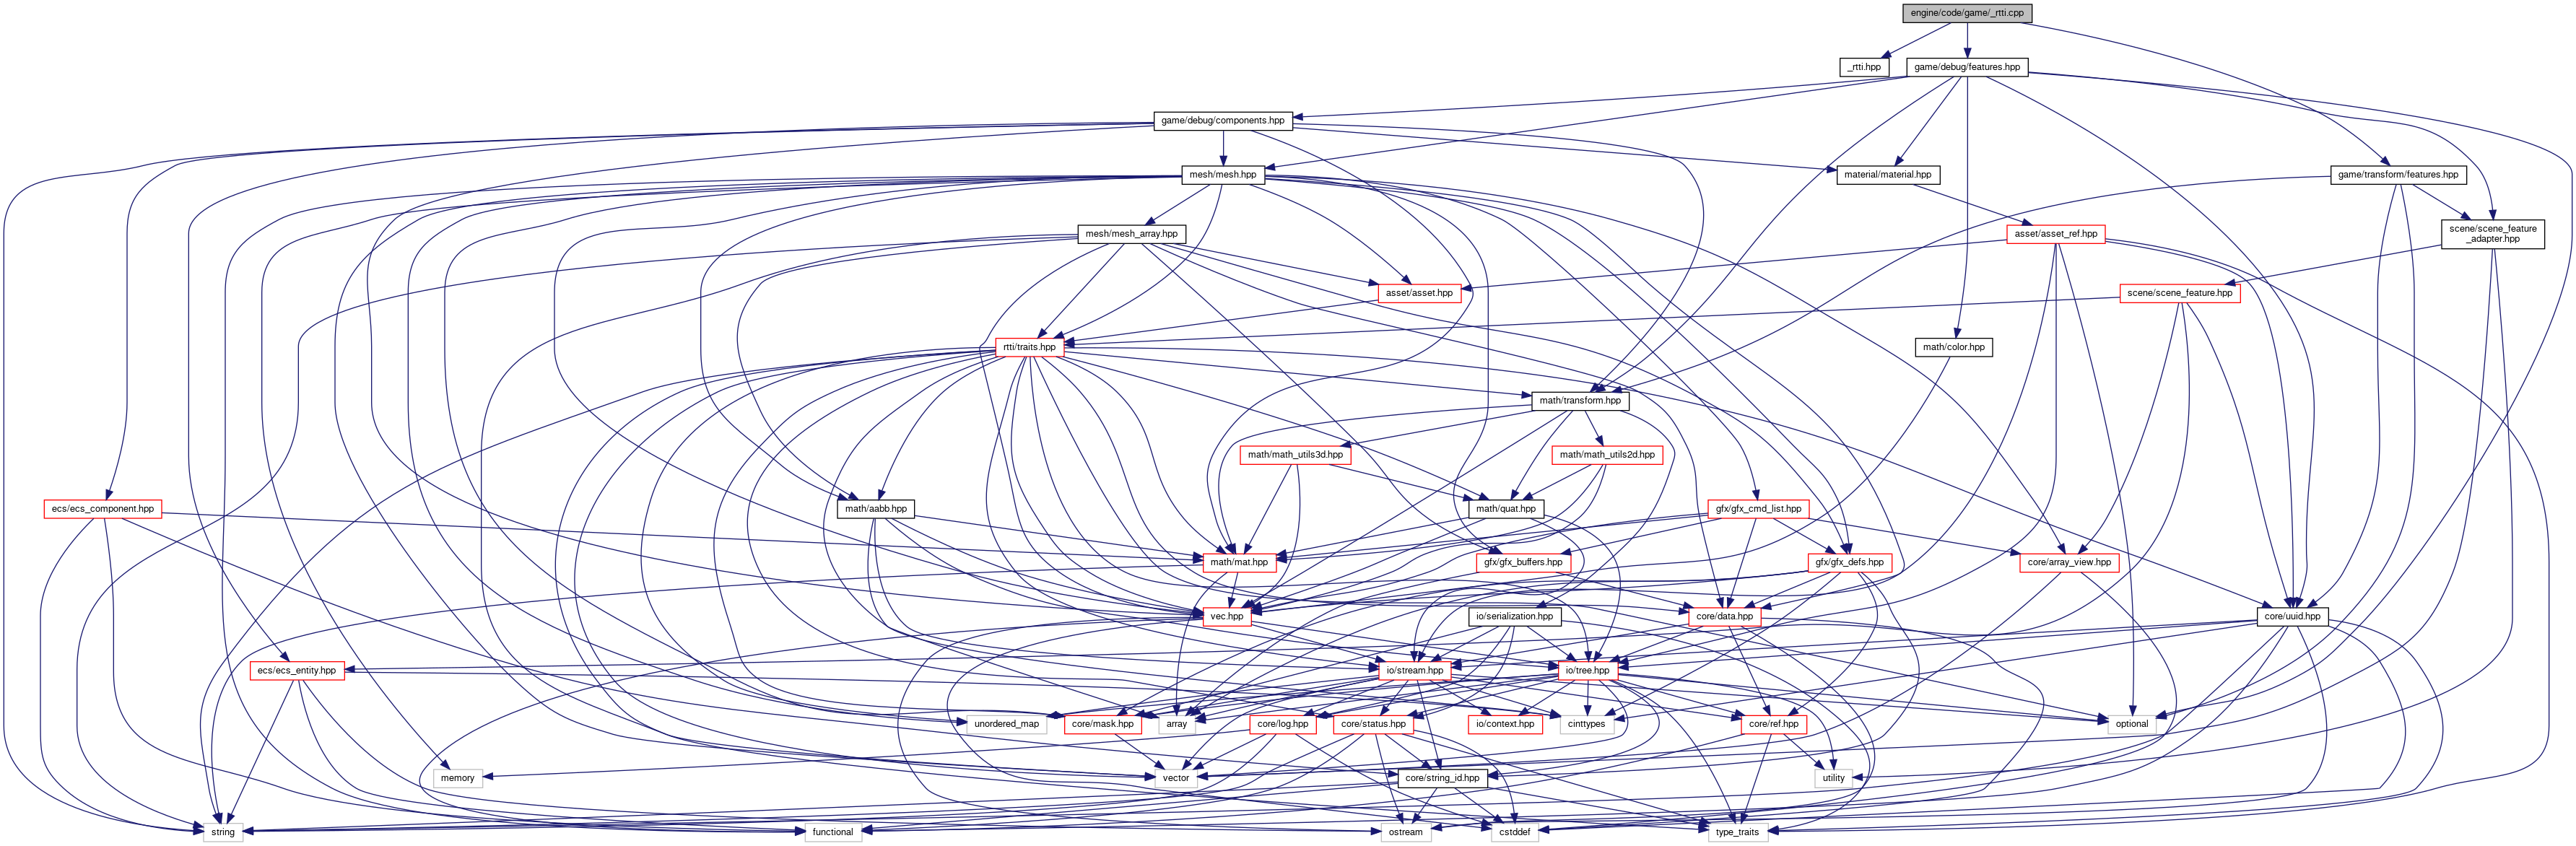 engine/code/game/_rtti.cpp
_rtti.hpp
game/debug/features.hpp
game/debug/components.hpp
mesh/mesh.hpp
material/material.hpp
game/transform/features.hpp
mesh/mesh_array.hpp
asset/asset_ref.hpp
scene/scene_feature
_adapter.hpp
asset/asset.hpp
scene/scene_feature.hpp
rtti/traits.hpp
math/color.hpp
math/transform.hpp
math/math_utils3d.hpp
math/math_utils2d.hpp
ecs/ecs_component.hpp
math/aabb.hpp
math/quat.hpp
gfx/gfx_cmd_list.hpp
math/mat.hpp
gfx/gfx_buffers.hpp
gfx/gfx_defs.hpp
core/array_view.hpp
vec.hpp
io/serialization.hpp
core/data.hpp
core/uuid.hpp
ecs/ecs_entity.hpp
io/stream.hpp
io/tree.hpp
unordered_map
core/mask.hpp
array
core/log.hpp
core/status.hpp
io/context.hpp
cinttypes
core/ref.hpp
optional
memory
vector
core/string_id.hpp
utility
string
functional
ostream
cstddef
type_traits